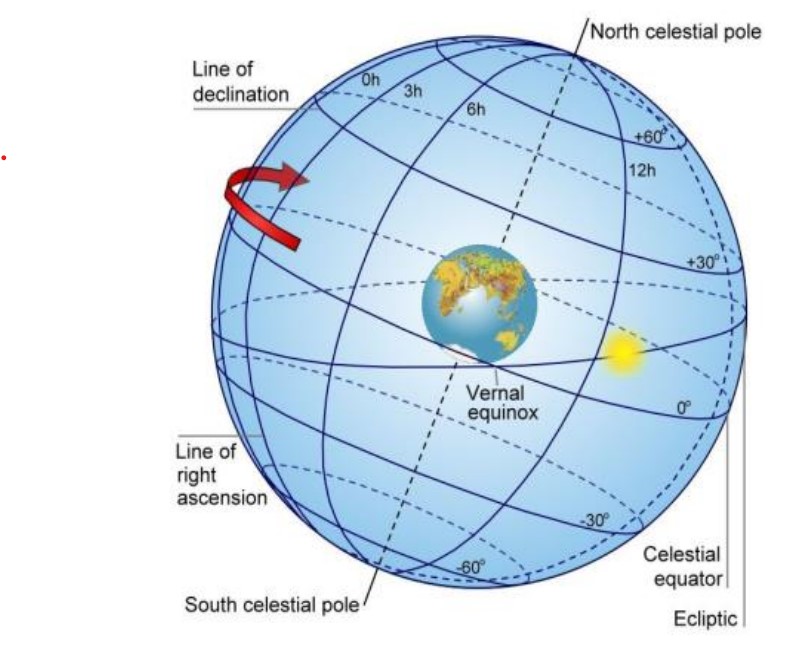 North celestial pole
Line of
declination
0h
3h
6h
+60°
12h
+30°
Vernal
equinox
0°
Line of
right
ascension
-30°
Celestial
equator
-60°
South celestial pole
Ecliptic